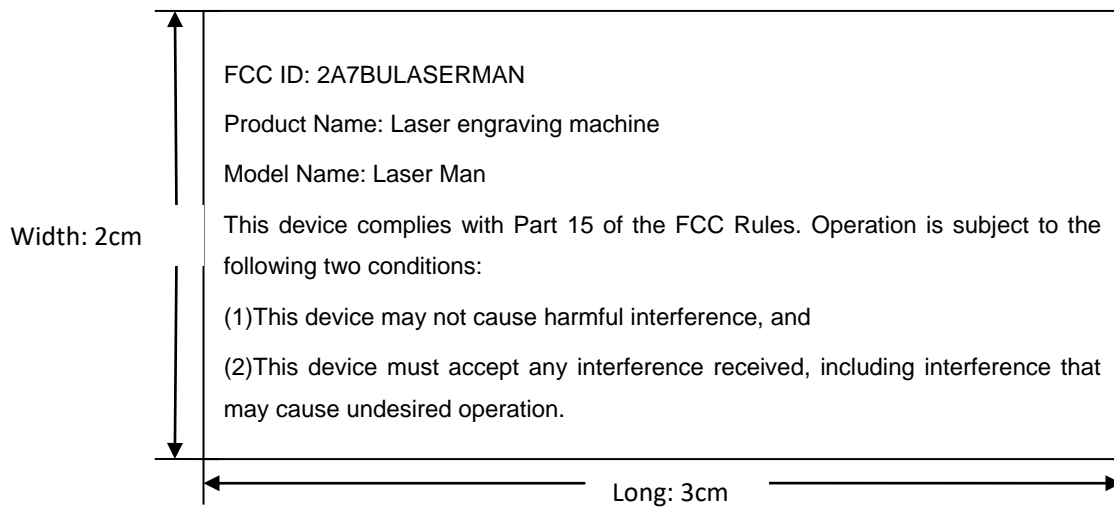 FCC ID: 2A7BULASERMAN
Product Name: Laser engraving machine
Model Name: Laser Man
Width: 2cm
This device complies with Part 15 of the FCC Rules. Operation is subject to the
following two conditions:
(1)This device may not cause harmful interference, and
(2)This device must accept any interference received, including interference that
may cause undesired operation.
Long: 3cm